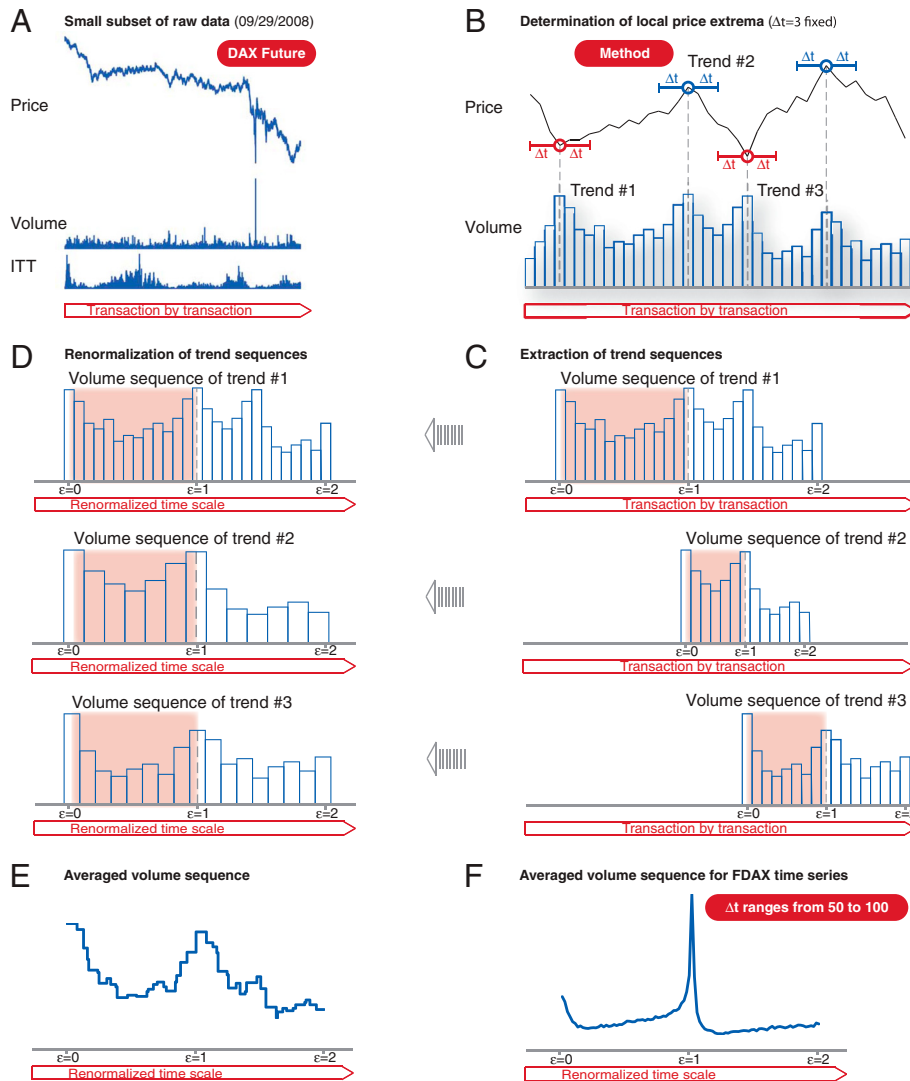 A Small subset of raw data (09/29/2008)
DAX Future
Price
Volume
ITT
Transaction by transaction
B Determination of local price extrema (Δt=3 fixed)
Method
Trend #2
Δt Δt
Δt Δt
Price
Δt Δt
Δt Δt
Trend #1
Trend #3
Volume
Transaction by transaction
D Renormalization of trend sequences
Volume sequence of trend #1
ε=0 ε=1 ε=2
Renormalized time scale
Volume sequence of trend #2
ε=0 ε=1 ε=2
Renormalized time scale
Volume sequence of trend #3
ε=0 ε=1 ε=2
Renormalized time scale
C Extraction of trend sequences
Volume sequence of trend #1
ε=0 ε=1 ε=2
Transaction by transaction
Volume sequence of trend #2
ε=0 ε=1 ε=2
Transaction by transaction
Volume sequence of trend #3
ε=0 ε=1 ε=2
Transaction by transaction
E Averaged volume sequence
ε=0 ε=1 ε=2
Renormalized time scale
F Averaged volume sequence for FDAX time series
Δt ranges from 50 to 100
ε=0 ε=1 ε=2
Renormalized time scale